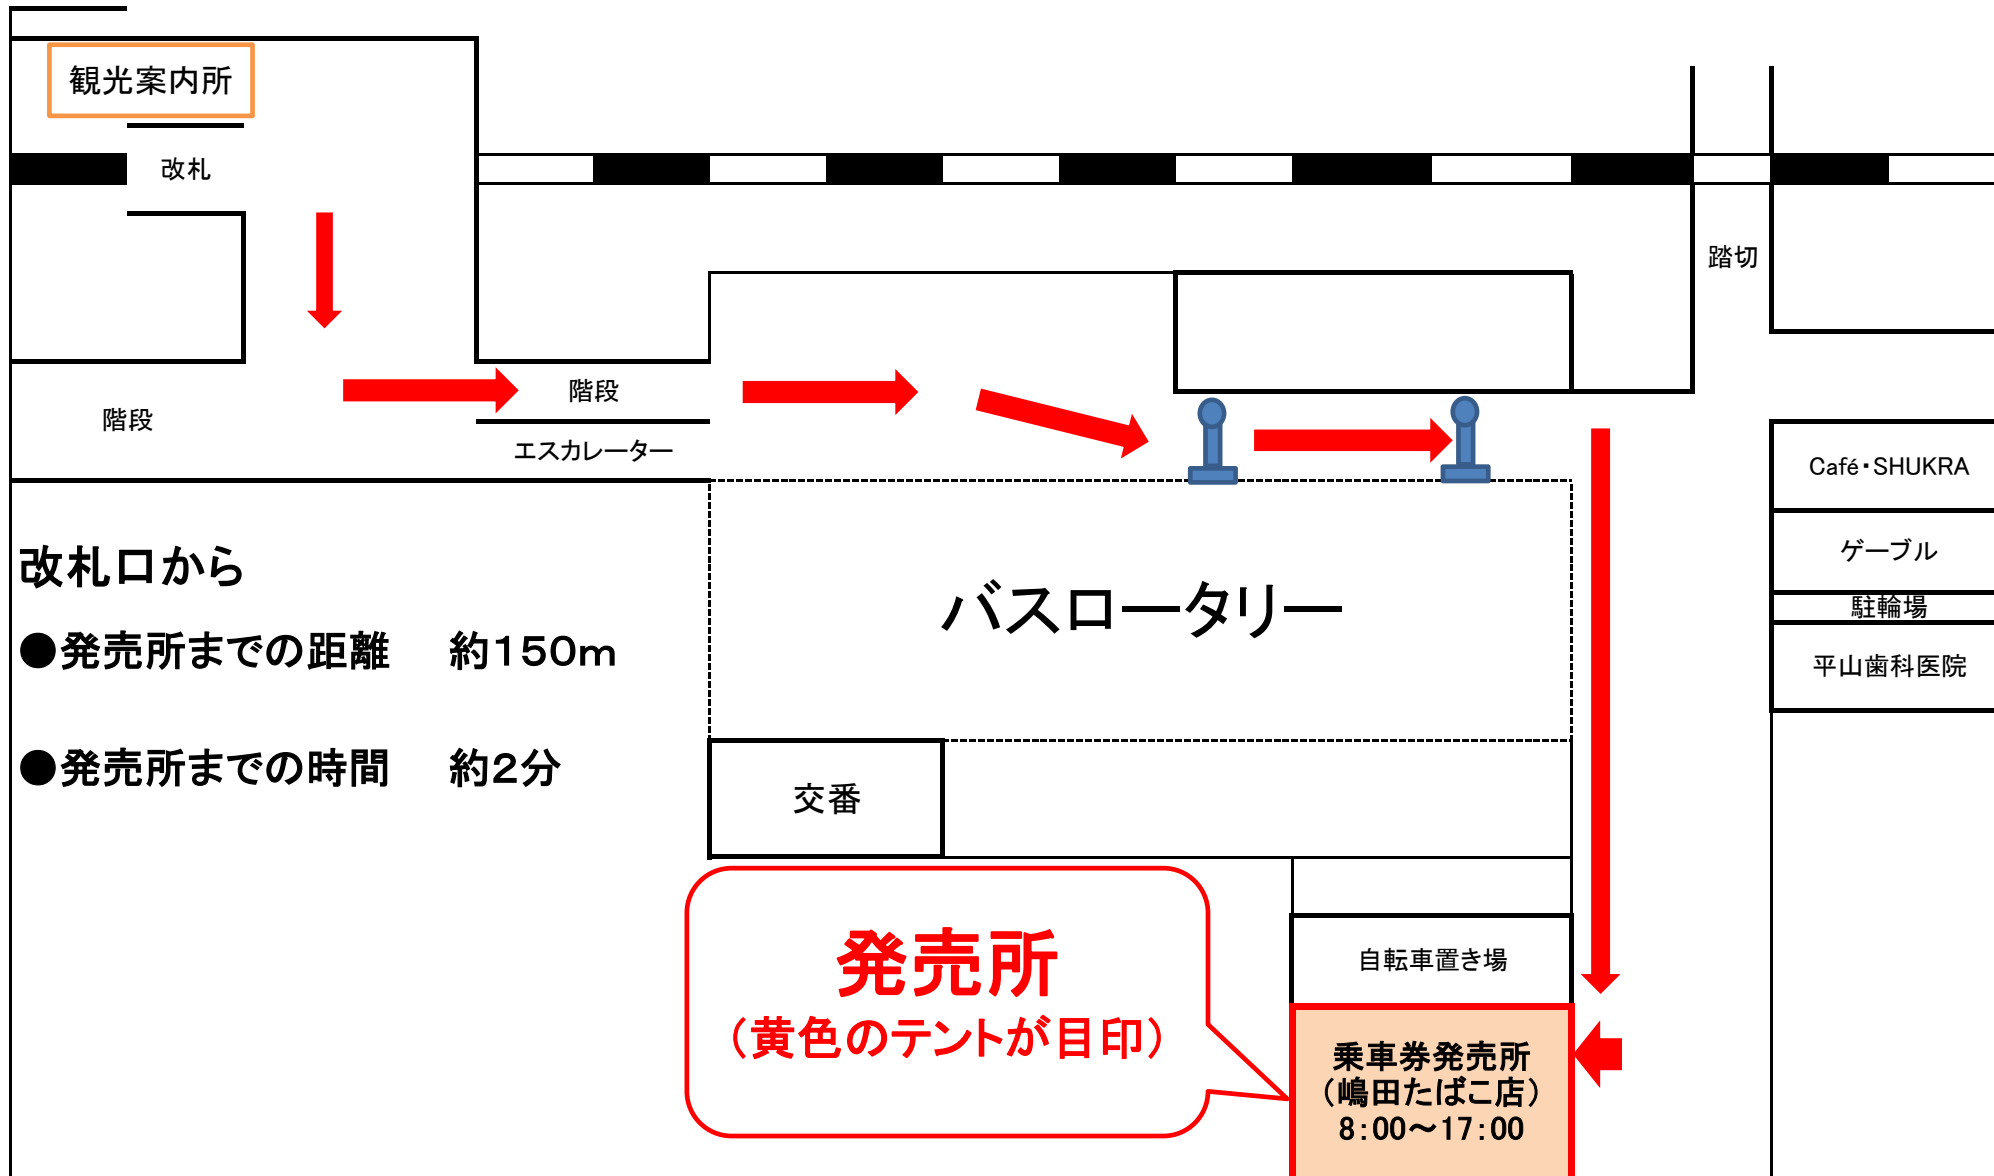 観光案内所
改札
踏切
階段
階段
エスカレーター
Café・SHUKRA
ゲーブル
駐輪場
平山歯科医院
改札口から
●発売所までの距離　約150m
●発売所までの時間　約2分
バスロータリー
交番
発売所
（黄色のテントが目印）
自転車置き場
乗車券発売所
（嶋田たばこ店）
8：00～17：00